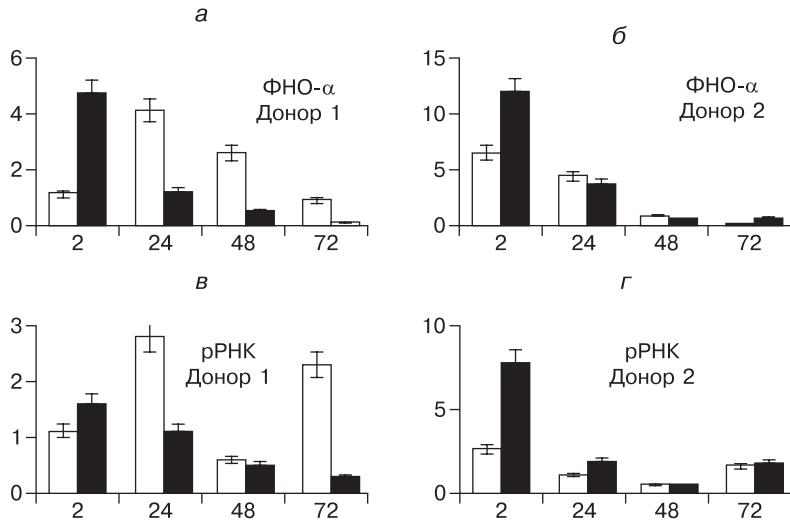 а
6
4
2
0
ФНО-α
Донор 1
2 24 48 72
б
15
10
5
0
ФНО-α
Донор 2
2 24 48 72
в
3
2
1
0
рРНК
Донор 1
2 24 48 72
г
10
5
0
рРНК
Донор 2
2 24 48 72